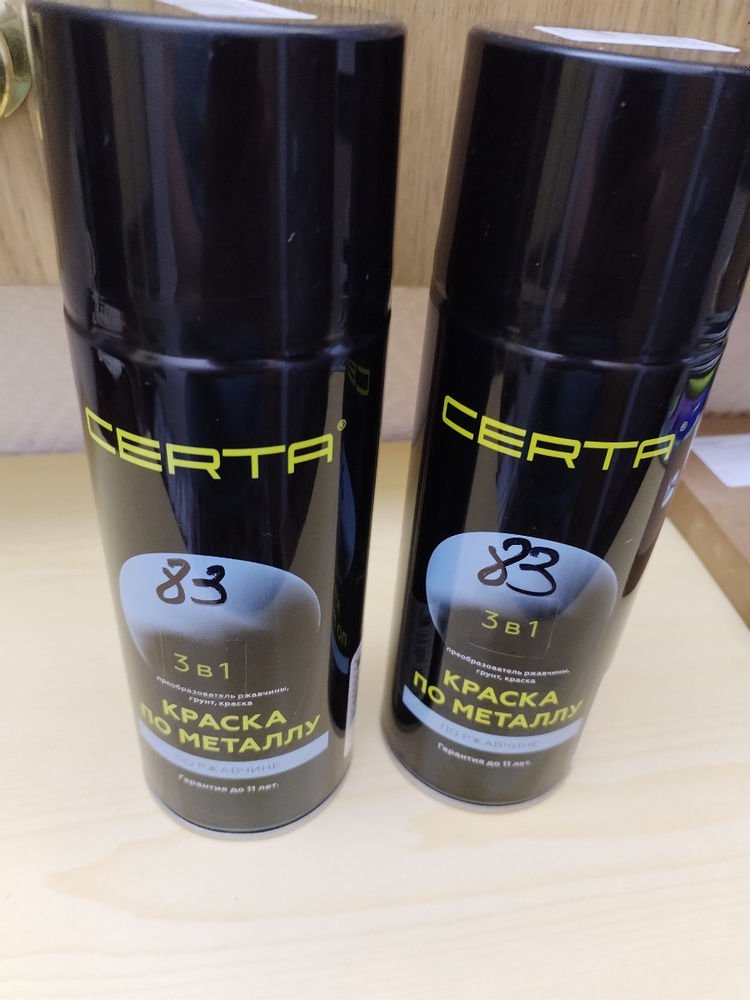 CERTA®
83
3 в 1
преобразователь ржавчины,
грунт, краска
КРАСКА
ПО МЕТАЛЛУ
ПО РЖАВЧИНЕ
Гарантия до 11 лет.
CERTA®
83
3 в 1
преобразователь ржавчины,
грунт, краска
КРАСКА
ПО МЕТАЛЛУ
ПО РЖАВЧИНЕ
Гарантия до 11 лет.